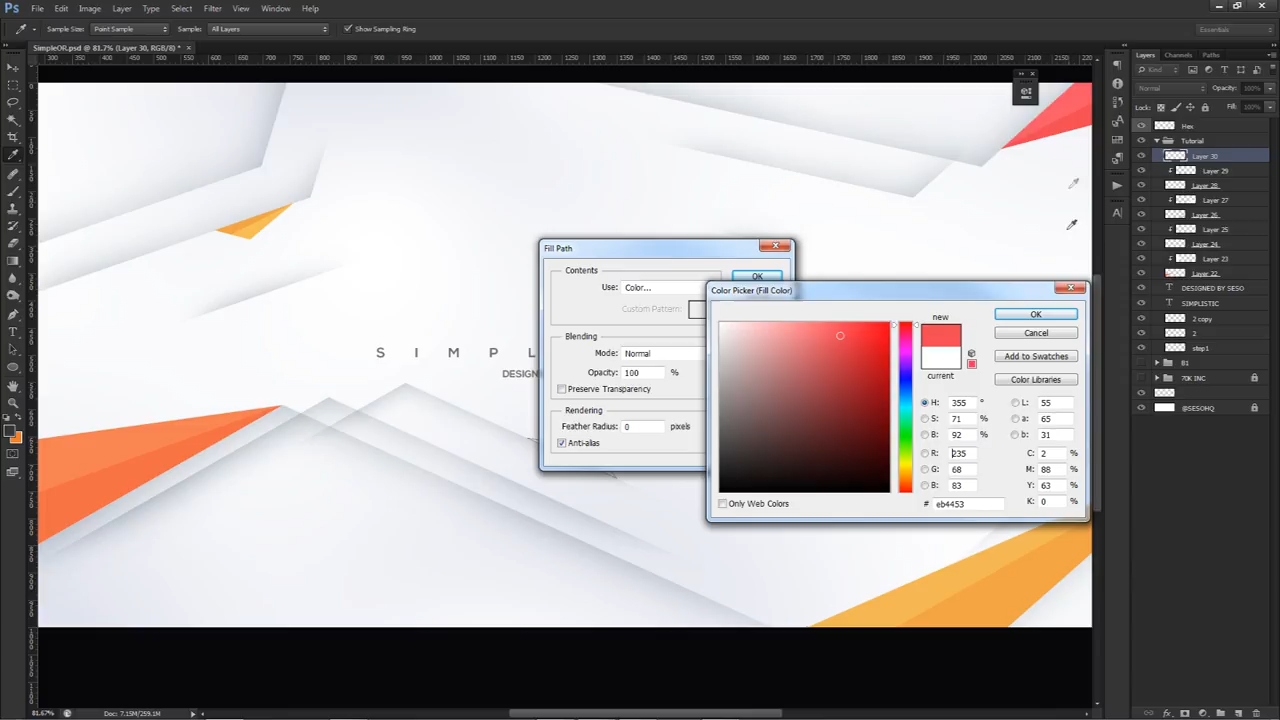 Ps File Edit Image Layer Type Select Filter View Window Help
Sample Size: Point Sample Sample: All Layers Show Sampling Ring Essentials
SimpleOR.psd @ 81.7% (Layer 30, RGB/8) *
Layers Channels Paths
Kind
Normal Opacity: 100%
Lock: Fill: 100%
Hex
Tutorial
Layer 30
Layer 29
Layer 28
Layer 27
Layer 26
Layer 25
Layer 24
Layer 23
Layer 22
DESIGNED BY SESO
SIMPLISTIC
2 copy
2
step1
B1
70K INC
@SESOHQ
S I M P L
DESIGNE
Fill Path
Contents
OK
Use: Color...
Custom Pattern:
Blending
Mode: Normal
Opacity: 100 %
Preserve Transparency
Rendering
Feather Radius: 0 pixels
Anti-alias
Color Picker (Fill Color)
new
current
OK
Cancel
Add to Swatches
Color Libraries
H: 355 °
S: 71 %
B: 92 %
R: 235
G: 68
B: 83
L: 55
a: 65
b: 31
C: 2 %
M: 88 %
Y: 63 %
K: 0 %
# eb4453
Only Web Colors
81.67% Doc: 7.15M/259.1M